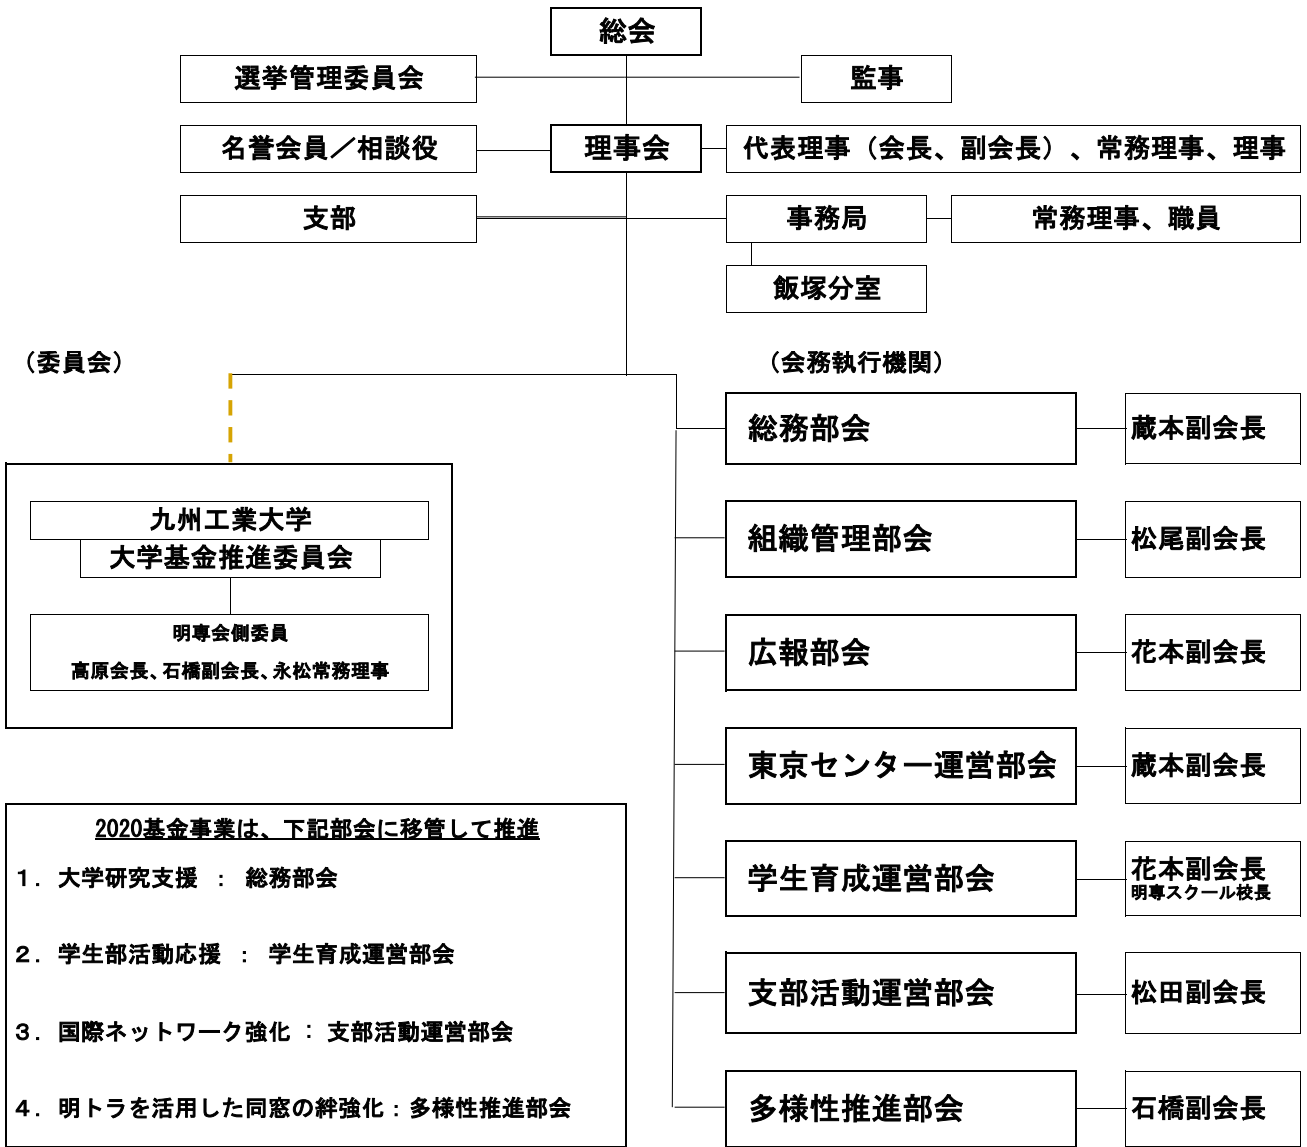 総会
選挙管理委員会
監事
名誉会員／相談役
理事会
代表理事（会長、副会長）、常務理事、理事
支部
事務局
常務理事、職員
飯塚分室
（委員会）
（会務執行機関）
九州工業大学
大学基金推進委員会
明専会側委員
高原会長、石橋副会長、永松常務理事
2020基金事業は、下記部会に移管して推進
１．大学研究支援 ： 総務部会
２．学生部活動応援 ： 学生育成運営部会
３．国際ネットワーク強化 ： 支部活動運営部会
４．明トラを活用した同窓の絆強化：多様性推進部会
総務部会
蔵本副会長
組織管理部会
松尾副会長
広報部会
花本副会長
東京センター運営部会
蔵本副会長
学生育成運営部会
花本副会長
明専スクール校長
支部活動運営部会
松田副会長
多様性推進部会
石橋副会長